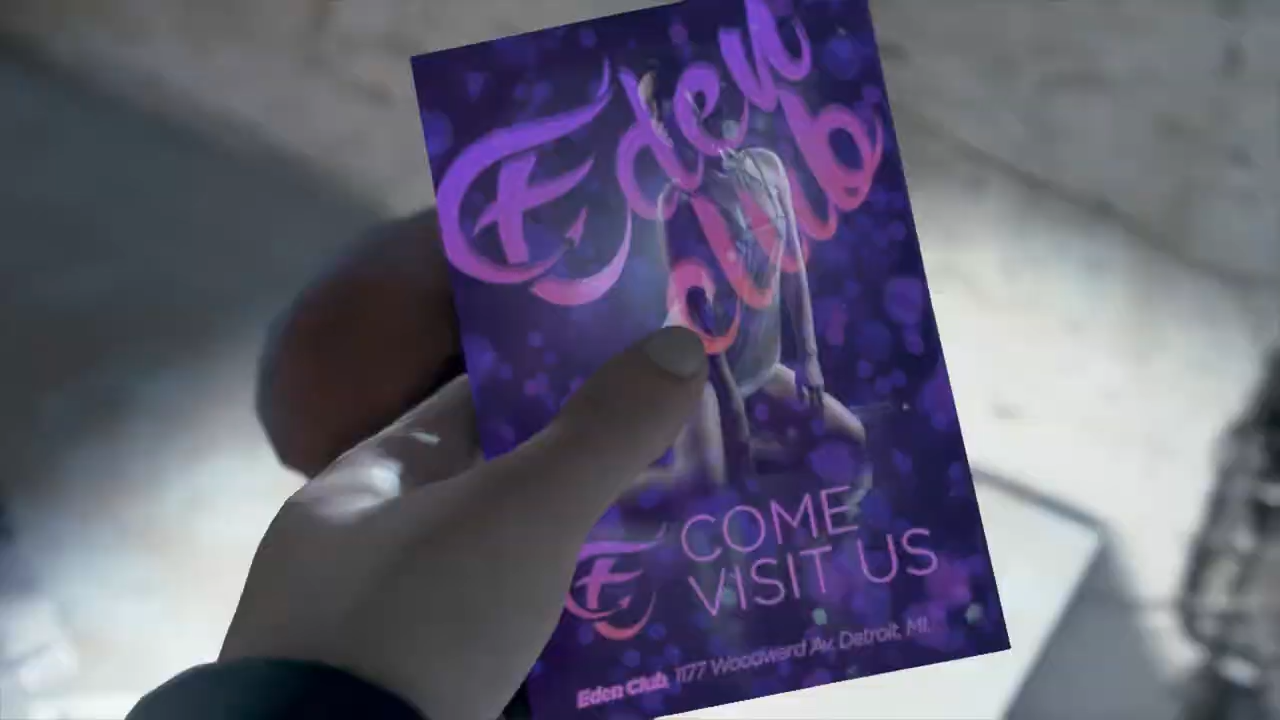 Eden
club
COME
VISIT US
Eden Club 1177 Woodward Av. Detroit, MI.